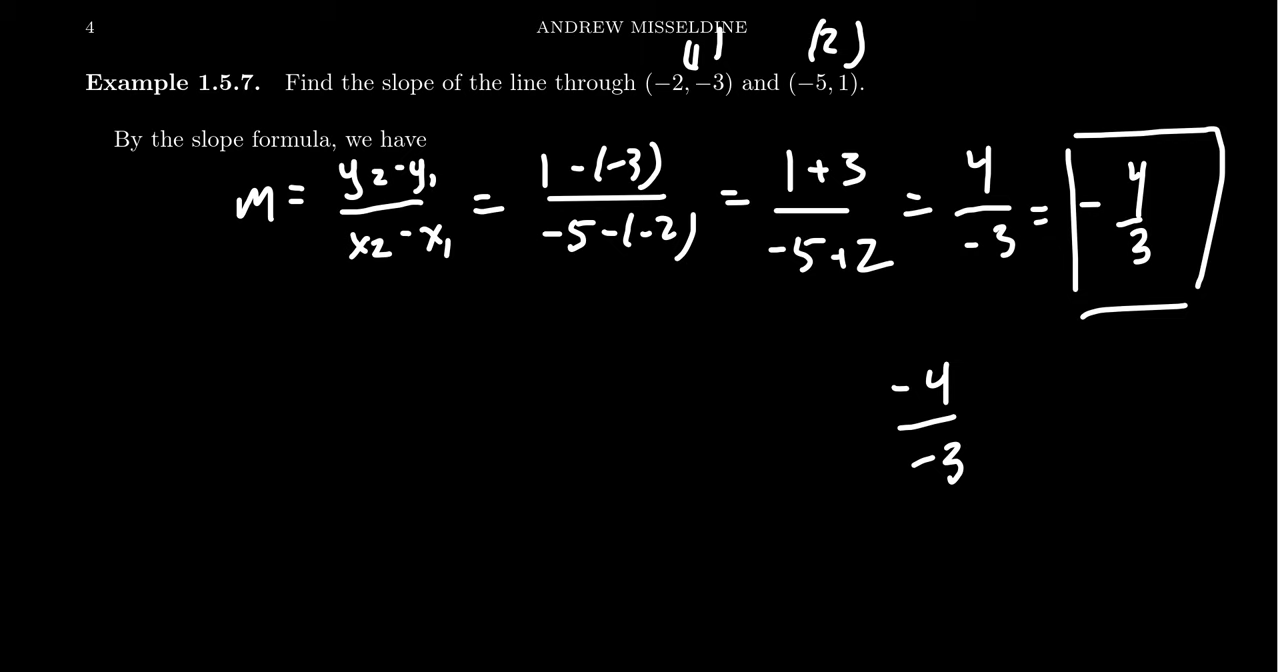 4 ANDREW MISSELDINE
(1) (2)
Example 1.5.7. Find the slope of the line through (−2, −3) and (−5, 1).
By the slope formula, we have
m = (y₂-y₁)/(x₂-x₁) = (1-(-3))/(-5-(-2)) = (1+3)/(-5+2) = 4/-3 = -4/3
-4/-3